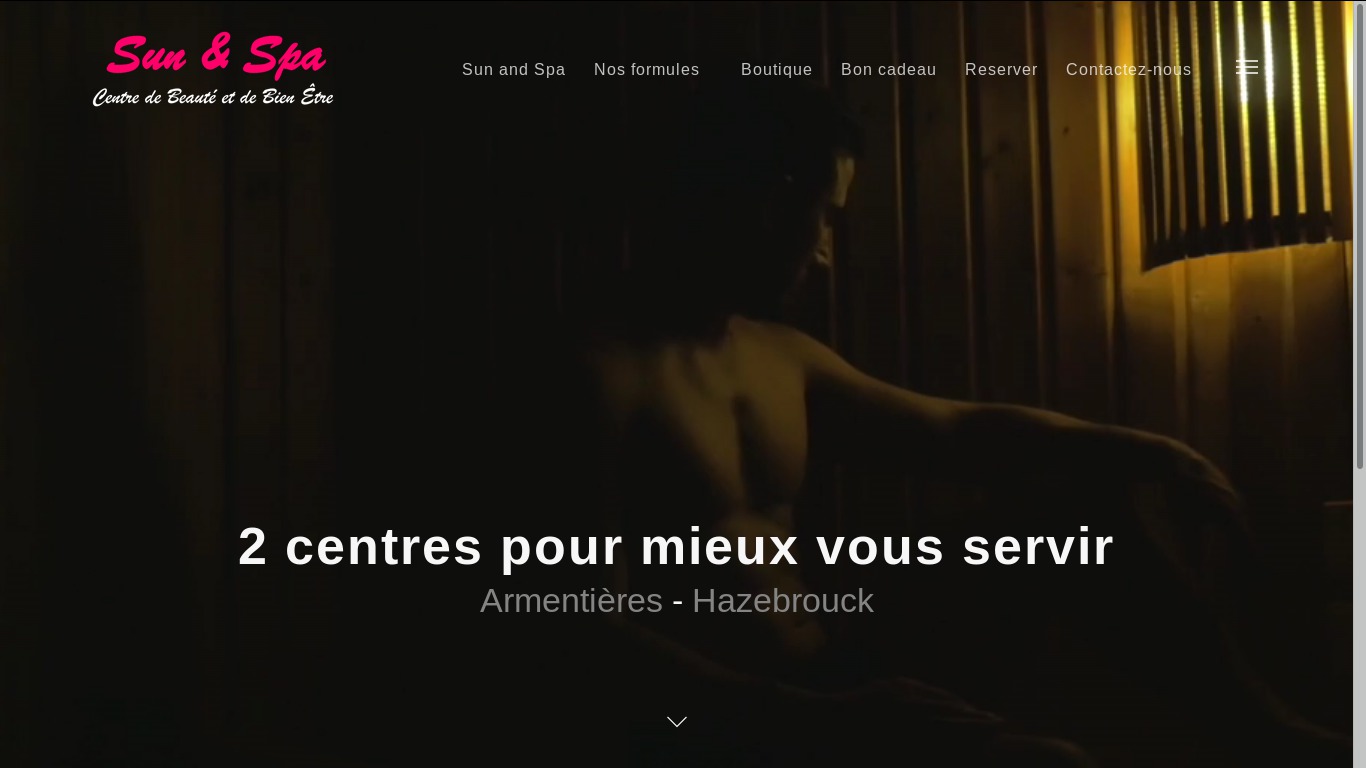 Sun & Spa
Centre de Beauté et de Bien Être
Sun and Spa Nos formules Boutique Bon cadeau Reserver Contactez-nous
2 centres pour mieux vous servir
Armentières - Hazebrouck